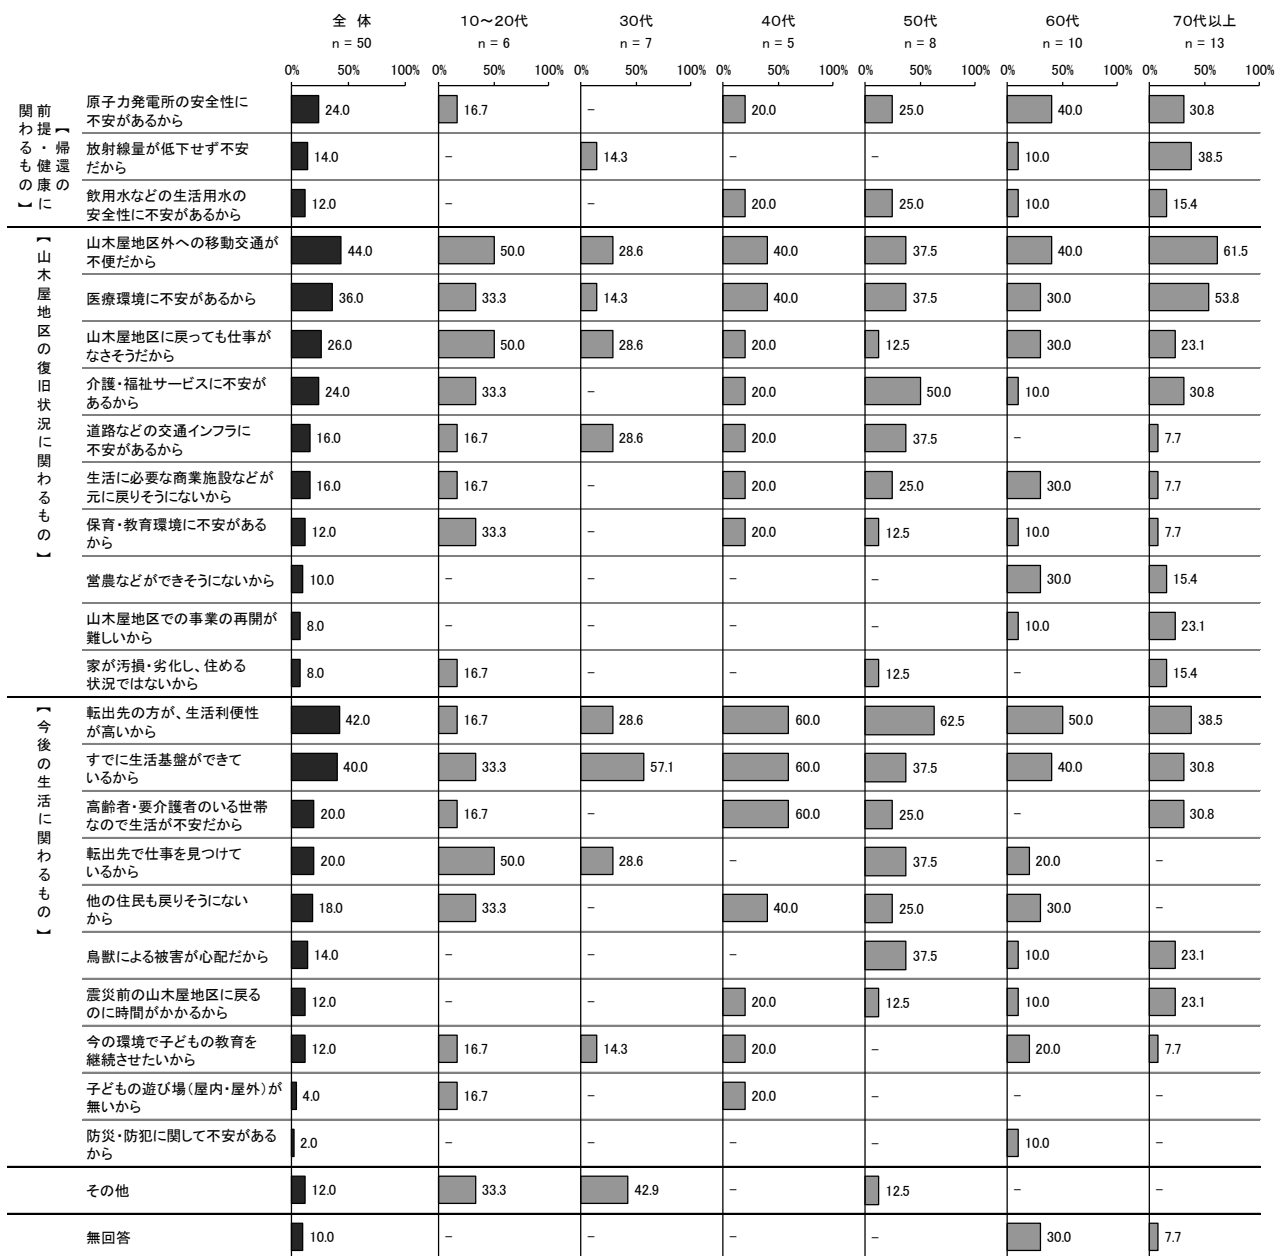 全 体 10～20代 30代 40代 50代 60代 70代以上
n = 50 n = 6 n = 7 n = 5 n = 8 n = 10 n = 13
0% 50% 100% 0% 50% 100% 0% 50% 100% 0% 50% 100% 0% 50% 100% 0% 50% 100% 0% 50% 100%
【帰還の
前提・健康に
関わるもの】
原子力発電所の安全性に
不安があるから
24.0 16.7 － 20.0 25.0 40.0 30.8
放射線量が低下せず不安
だから
14.0 － 14.3 － － 10.0 38.5
飲用水などの生活用水の
安全性に不安があるから
12.0 － － 20.0 25.0 10.0 15.4
【山木屋地区の復旧状況に関わるもの】
山木屋地区外への移動交通が
不便だから
44.0 50.0 28.6 40.0 37.5 40.0 61.5
医療環境に不安があるから
36.0 33.3 14.3 40.0 37.5 30.0 53.8
山木屋地区に戻っても仕事が
なさそうだから
26.0 50.0 28.6 20.0 12.5 30.0 23.1
介護・福祉サービスに不安が
あるから
24.0 33.3 － 20.0 50.0 10.0 30.8
道路などの交通インフラに
不安があるから
16.0 16.7 28.6 20.0 37.5 － 7.7
生活に必要な商業施設などが
元に戻りそうにないから
16.0 16.7 － 20.0 25.0 30.0 7.7
保育・教育環境に不安がある
から
12.0 33.3 － 20.0 12.5 10.0 7.7
営農などができそうにないから
10.0 － － － － 30.0 15.4
山木屋地区での事業の再開が
難しいから
8.0 － － － － 10.0 23.1
家が汚損・劣化し、住める
状況ではないから
8.0 16.7 － － 12.5 － 15.4
【今後の生活に関わるもの】
転出先の方が、生活利便性
が高いから
42.0 16.7 28.6 60.0 62.5 50.0 38.5
すでに生活基盤ができて
いるから
40.0 33.3 57.1 60.0 37.5 40.0 30.8
高齢者・要介護者のいる世帯
なので生活が不安だから
20.0 16.7 － 60.0 25.0 － 30.8
転出先で仕事を見つけて
いるから
20.0 50.0 28.6 － 37.5 20.0 －
他の住民も戻りそうにない
から
18.0 33.3 － 40.0 25.0 30.0 －
鳥獣による被害が心配だから
14.0 － － － 37.5 10.0 23.1
震災前の山木屋地区に戻る
のに時間がかかるから
12.0 － － 20.0 12.5 10.0 23.1
今の環境で子どもの教育を
継続させたいから
12.0 16.7 14.3 20.0 － 20.0 7.7
子どもの遊び場（屋内・屋外）が
無いから
4.0 16.7 － 20.0 － － －
防災・防犯に関して不安がある
から
2.0 － － － － 10.0 －
その他
12.0 33.3 42.9 － 12.5 － －
無回答
10.0 － － － － 30.0 7.7